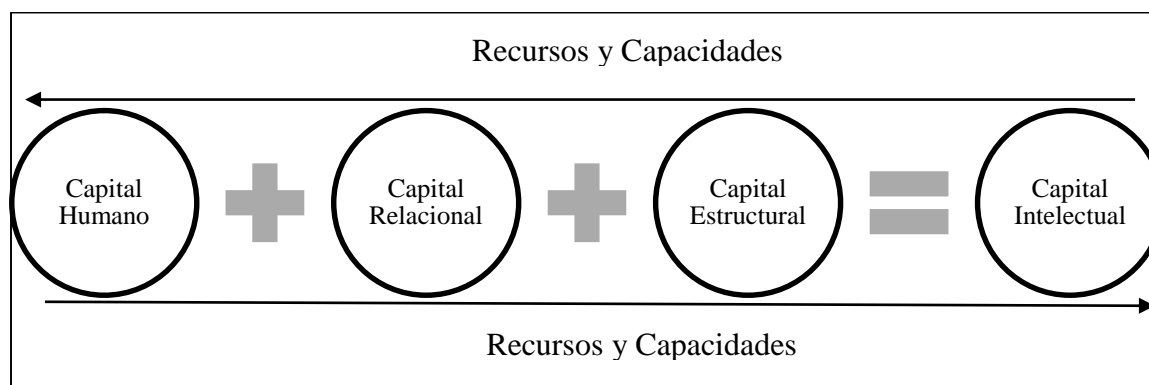 Recursos y Capacidades
Capital
Humano
Capital
Relacional
Capital
Estructural
Capital
Intelectual
Recursos y Capacidades